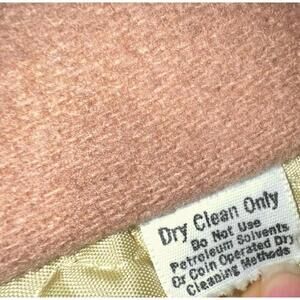 Dry Clean Only
Do Not Use
Petroleum Solvents
Or Coin Operated Dry
Cleaning Methods